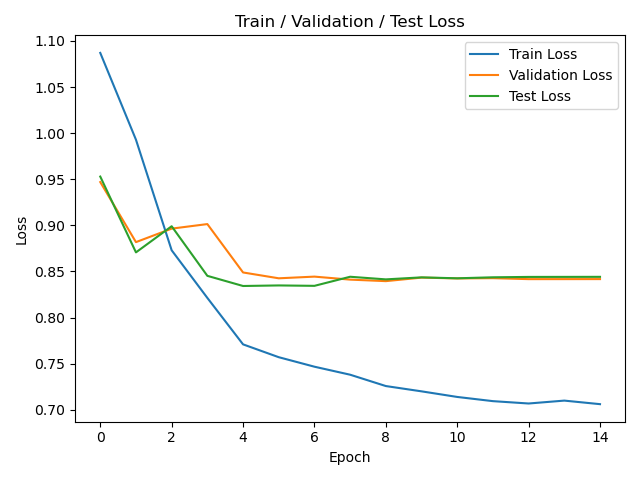 Train / Validation / Test Loss
1.10
1.05
1.00
0.95
0.90
0.85
0.80
0.75
0.70
Loss
Train Loss
Validation Loss
Test Loss
0 2 4 6 8 10 12 14
Epoch